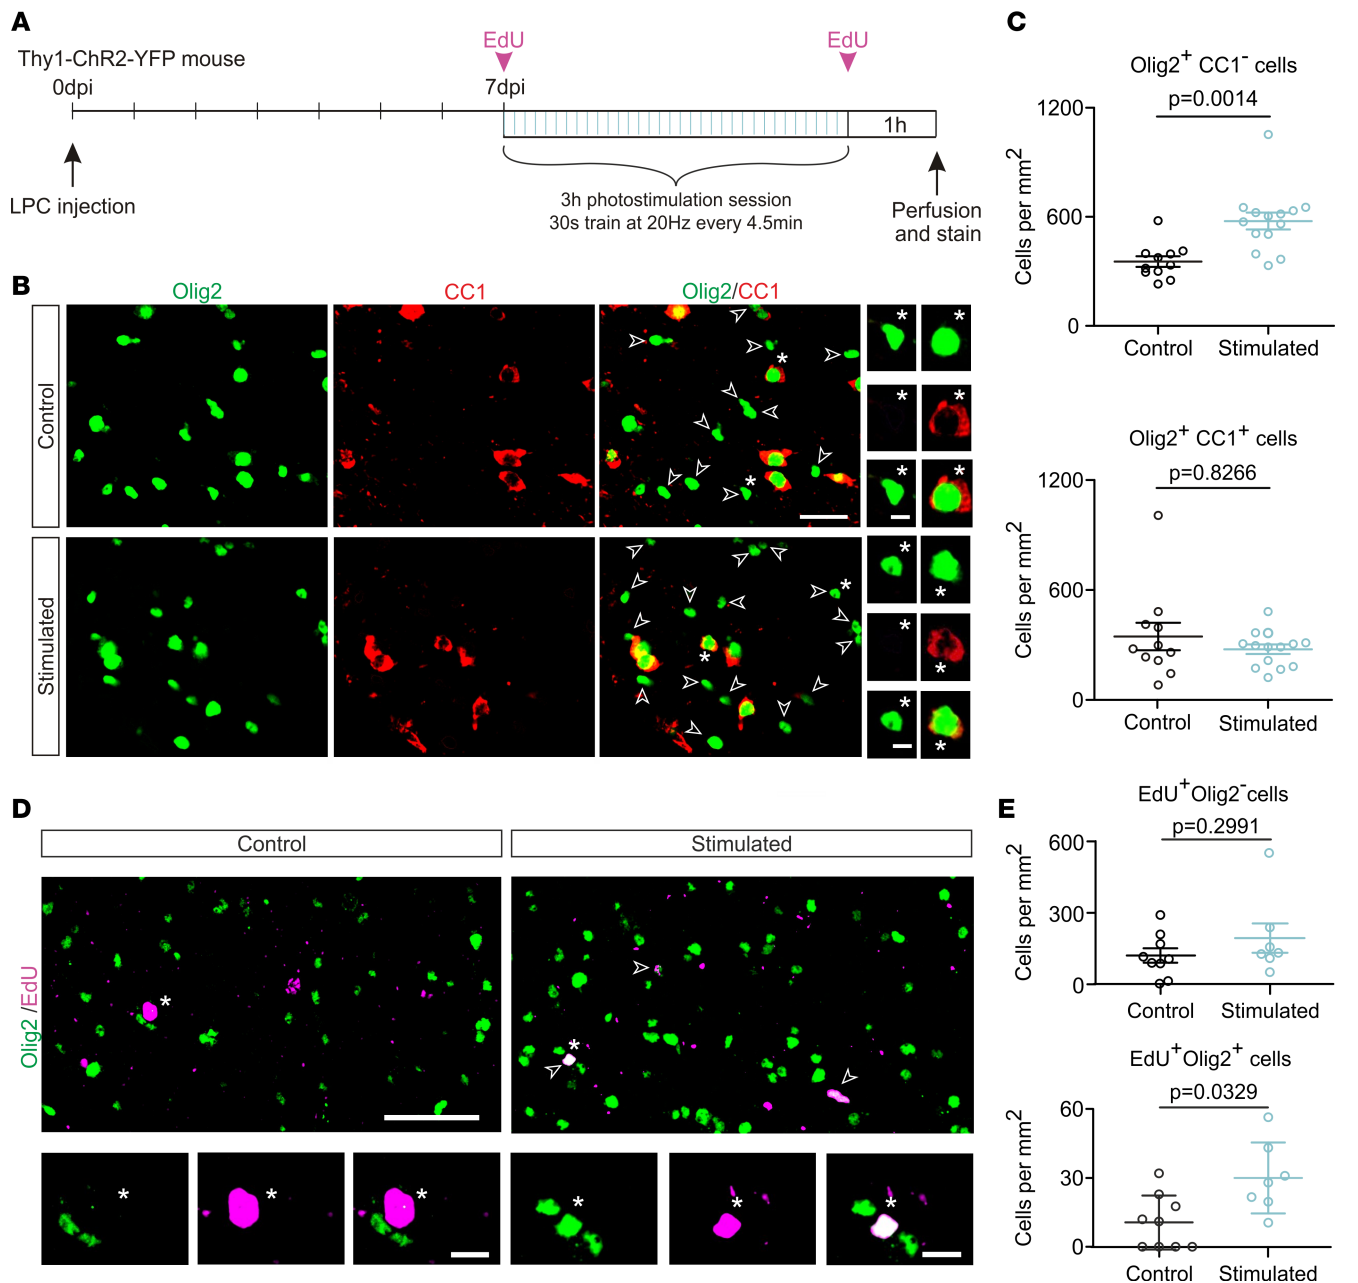 A
Thy1-ChR2-YFP mouse
0dpi
EdU
7dpi
EdU
1h
LPC injection
3h photostimulation session
30s train at 20Hz every 4.5min
Perfusion
and stain
B
Olig2
CC1
Olig2/CC1
Control
*
*
*
*
*
*
*
*
Stimulated
*
*
*
*
*
*
*
*
C
Olig2+ CC1- cells
p=0.0014
Cells per mm2
1200
600
0
Control
Stimulated
Olig2+ CC1+ cells
p=0.8266
Cells per mm2
1200
600
0
Control
Stimulated
D
Control
Stimulated
Olig2 /EdU
*
*
*
*
*
*
*
*
E
EdU+Olig2-cells
p=0.2991
Cells per mm2
600
300
0
Control
Stimulated
EdU+Olig2+ cells
p=0.0329
Cells per mm2
60
30
0
Control
Stimulated